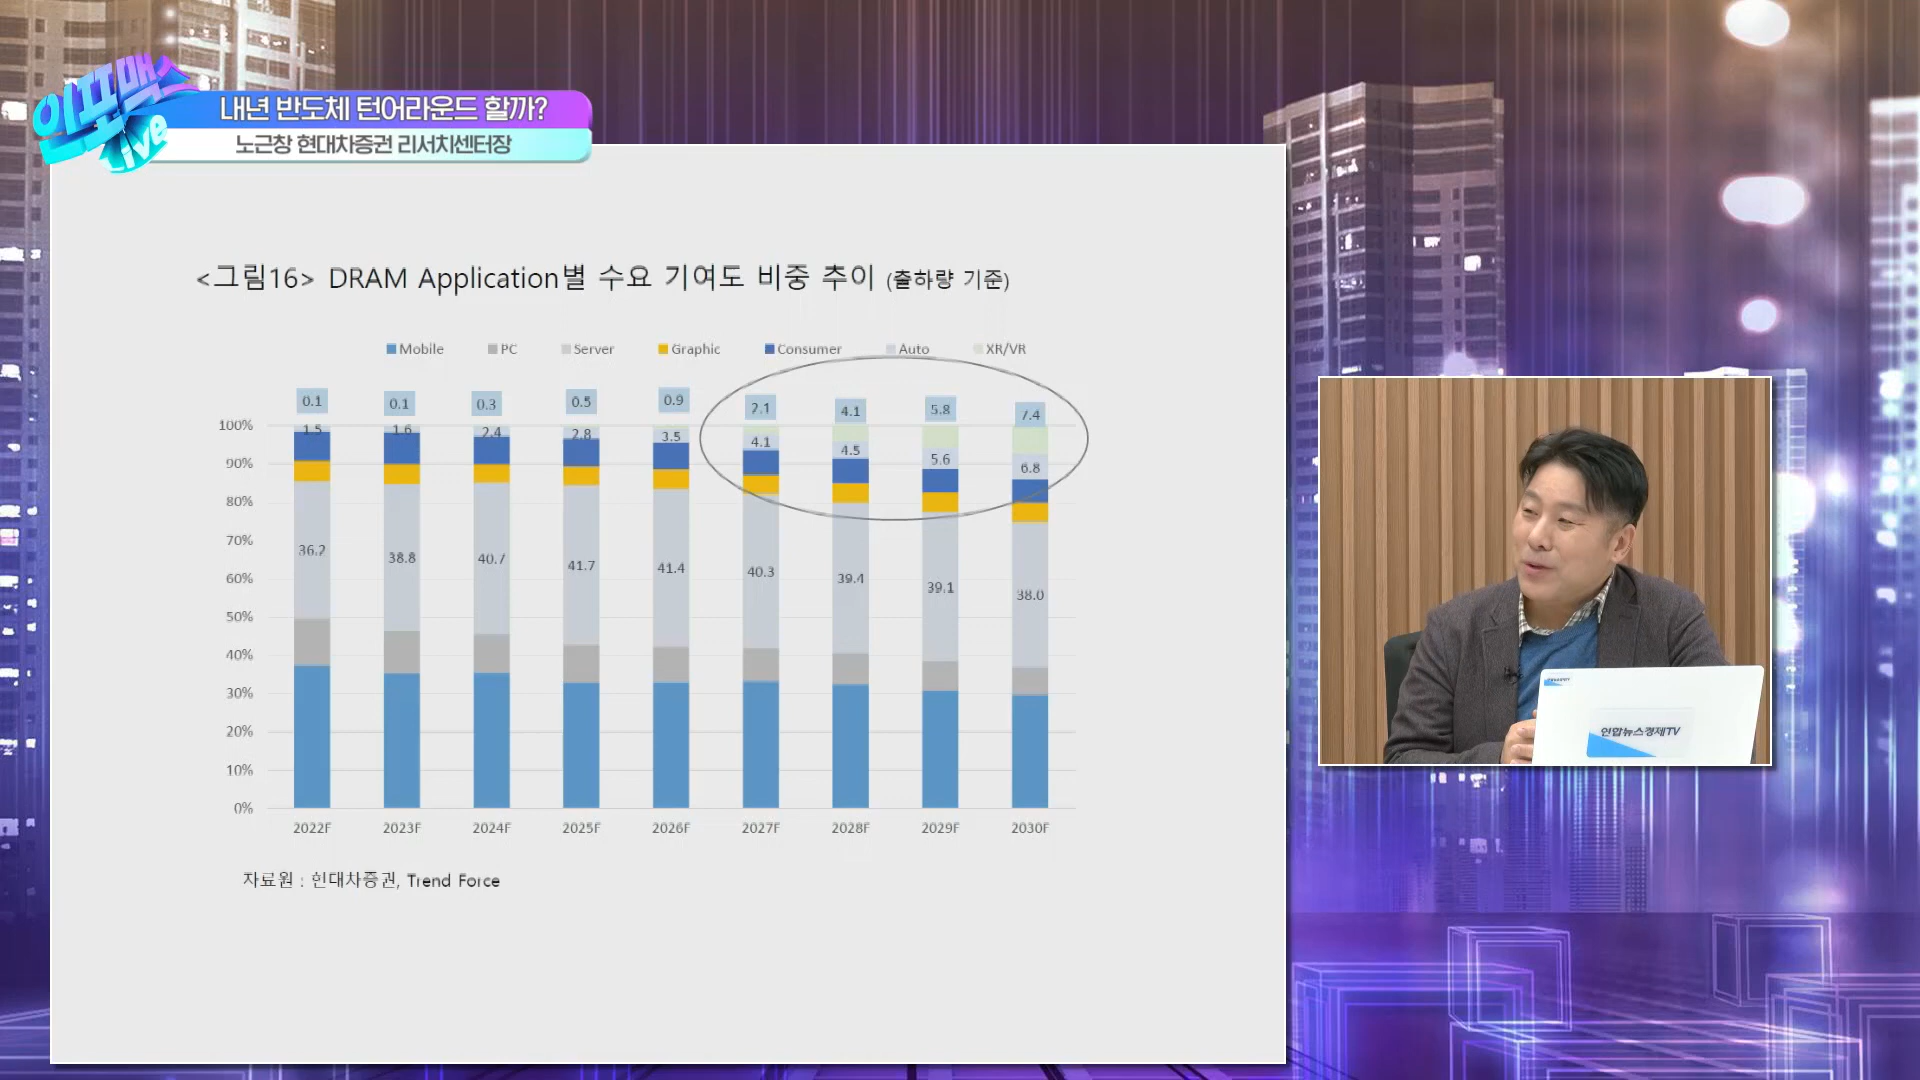 인포맥스
Live
내년 반도체 턴어라운드 할까?
노근창 현대차증권 리서치센터장
<그림16> DRAM Application별 수요 기여도 비중 추이 (출하량 기준)
Mobile PC Server Graphic Consumer Auto XR/VR
0.1 0.1 0.3 0.5 0.9 2.1 4.1 5.8 7.4
100%
1.5 1.6 2.4 2.8 3.5 4.1 4.5 5.6 6.8
90%
80%
70%
36.2 38.8 40.7 41.7 41.4 40.3 39.4 39.1 38.0
60%
50%
40%
30%
20%
10%
0%
2022F 2023F 2024F 2025F 2026F 2027F 2028F 2029F 2030F
자료원 : 현대차증권, Trend Force
연합뉴스경제TV